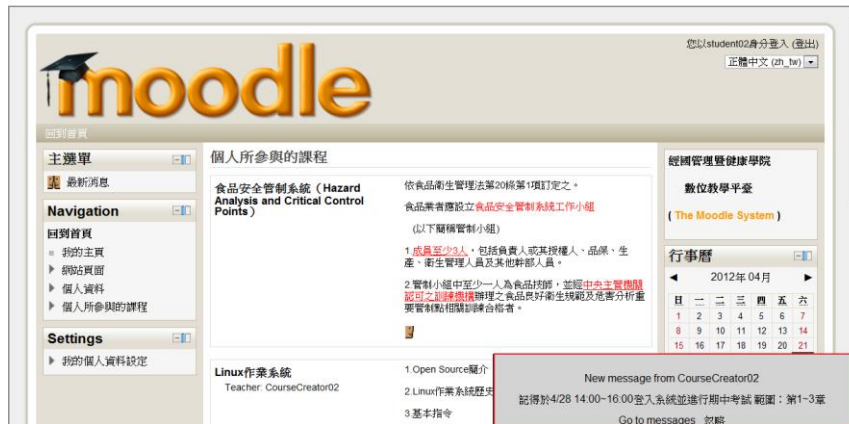 您以student02身分登入 (登出)
正體中文 (zh_tw)
moodle
回到首頁
主選單
最新消息
Navigation
回到首頁
我的主頁
網站頁面
個人資料
個人所參與的課程
Settings
我的個人資料設定
個人所參與的課程
食品安全管制系統（Hazard
Analysis and Critical Control
Points）
依食品衛生管理法第20條第1項訂定之。
食品業者應設立食品安全管制系統工作小組
(以下簡稱管制小組)
1.成員至少3人，包括負責人或其授權人、品保、生
產、衛生管理人員及其他幹部人員。
2.管制小組中至少一人為食品技師，並經中央主管機關
認可之訓練機構辦理之食品良好衛生規範及危害分析重
要管制點相關訓練合格者。
Linux作業系統
Teacher: CourseCreator02
1.Open Source簡介
2.Linux作業系統歷史
3.基本指令
經國管理暨健康學院
數位教學平臺
( The Moodle System )
行事曆
◄ 2012年 04月 ►
日 一 二 三 四 五 六
1 2 3 4 5 6 7
8 9 10 11 12 13 14
15 16 17 18 19 20 21
New message from CourseCreator02
記得於4/28 14:00~16:00登入系統並進行期中考試 範圍：第1~3章
Go to messages 忽略